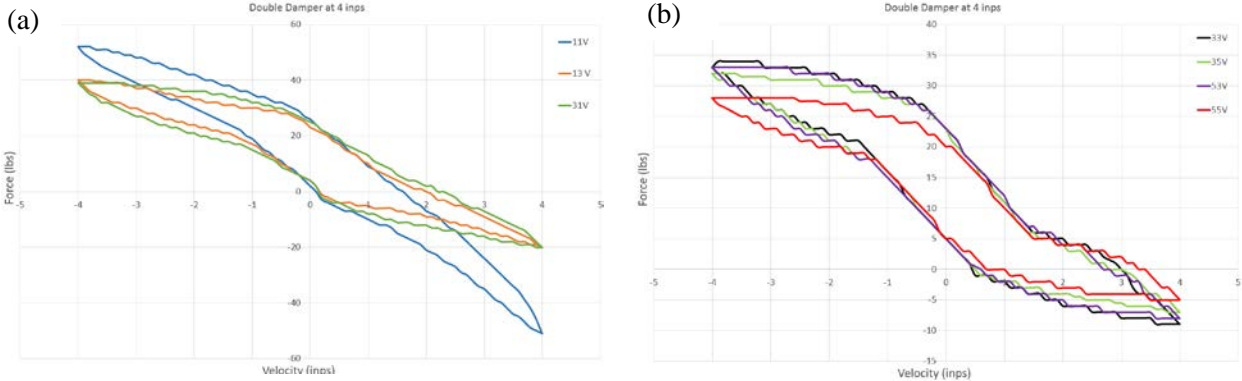 (a)
Double Damper at 4 inps
60
40
20
0
-20
-40
-60
-5 -4 -3 -2 -1 0 1 2 3 4 5
Force (lbs)
Velocity (inps)
11V
13 V
31V
(b)
Double Damper at 4 inps
40
35
30
25
20
15
10
5
0
-5
-10
-15
-5 -4 -3 -2 -1 0 1 2 3 4 5
Force (lbs)
Velocity (inps)
33V
35V
53V
55V